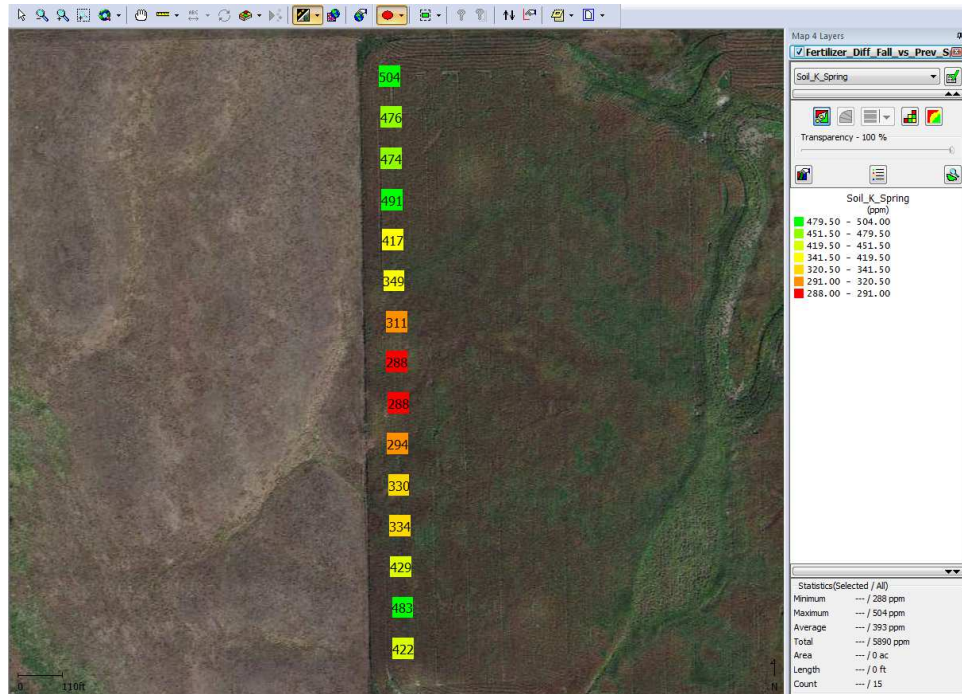 Map 4 Layers
Fertilizer_Diff_Fall_vs_Prev_S
Soil_K_Spring
Transparency - 100 %
Soil_K_Spring
(ppm)
479.50 - 504.00
451.50 - 479.50
419.50 - 451.50
341.50 - 419.50
320.50 - 341.50
291.00 - 320.50
288.00 - 291.00
504
476
474
491
417
349
311
288
288
294
330
334
429
483
422
0 110ft
N
Statistics(Selected / All)
Minimum --- / 288 ppm
Maximum --- / 504 ppm
Average --- / 393 ppm
Total --- / 5890 ppm
Area --- / 0 ac
Length --- / 0 ft
Count --- / 15